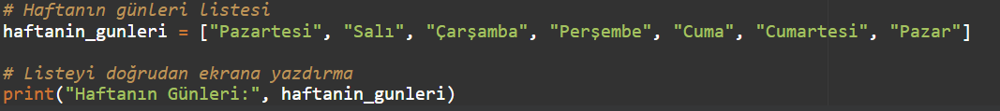 # Haftanın günleri listesi
haftanin_gunleri = ["Pazartesi", "Salı", "Çarşamba", "Perşembe", "Cuma", "Cumartesi", "Pazar"]
# Listeyi doğrudan ekrana yazdırma
print("Haftanın Günleri:", haftanin_gunleri)